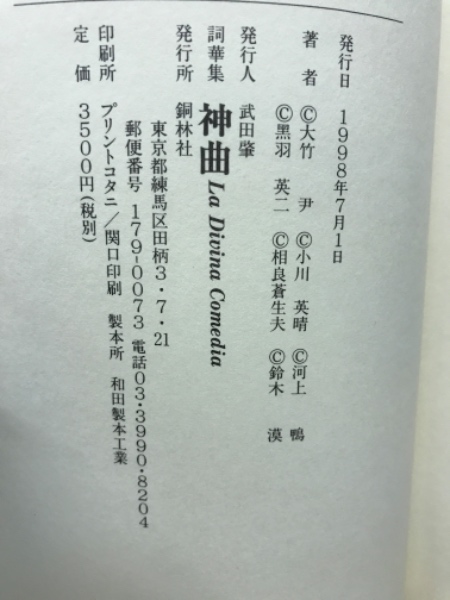 発行日 1998年7月1日
著者 ©大竹 尹 ©小川 英晴 ©河上 鴨
©黒羽 英二 ©相良蒼生夫 ©鈴木 漠
発行人 武田肇
詞華集 神曲 La Divina Comedia
発行所 銅林社
東京都練馬区田柄3・7・21
郵便番号 179-0073 電話03・3990・8204
印刷所 プリントコタニ/関口印刷 製本所 和田製本工業
定価 3500円(税別)